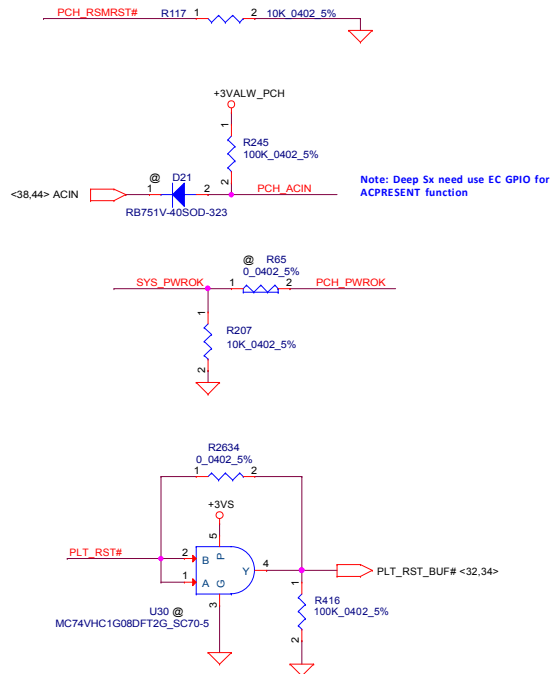 PCH_RSMRST# R117 1 2 10K_0402_5%
+3VALW_PCH
1
R245
100K_0402_5%
2
@ D21
<38,44> ACIN 1 2 PCH_ACIN
RB751V-40SOD-323
Note: Deep Sx need use EC GPIO for
ACPRESENT function
@ R65
0_0402_5%
SYS_PWROK 1 2 PCH_PWROK
1
R207
10K_0402_5%
2
R2634
0_0402_5%
1 2
+3VS
5
PLT_RST# 2 B P
Y 4 PLT_RST_BUF# <32,34>
1 A G
3
1
U30 @
MC74VHC1G08DFT2G_SC70-5
R416
100K_0402_5%
2